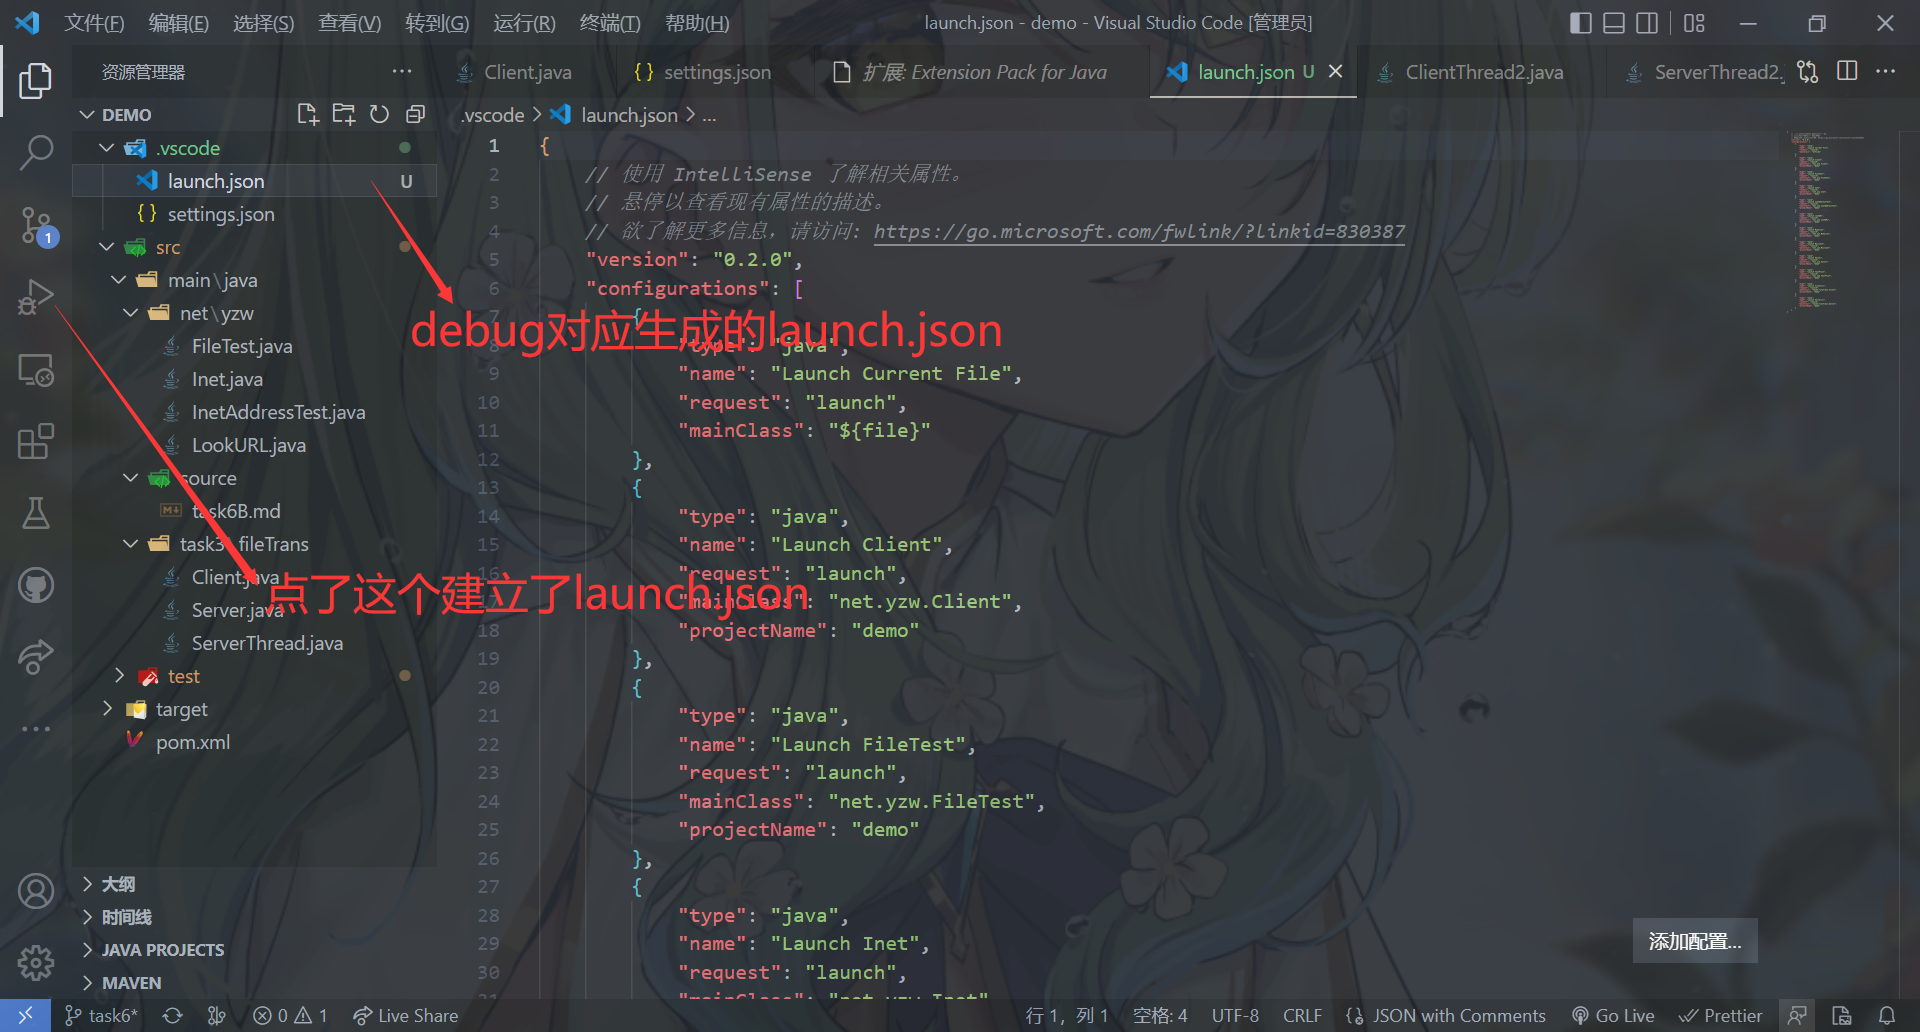 文件(F) 编辑(E) 选择(S) 查看(V) 转到(G) 运行(R) 终端(T) 帮助(H) launch.json - demo - Visual Studio Code [管理员]
资源管理器 ...
Client.java {} settings.json 扩展: Extension Pack for Java launch.json U ClientThread2.java ServerThread2.
DEMO
.vscode > launch.json > ...
.vscode
launch.json U
settings.json
src
main\java
net\yzw
FileTest.java
Inet.java
InetAddressTest.java
LookURL.java
source
task6B.md
task3\fileTrans
Client.java
Server.java
ServerThread.java
test
target
pom.xml
大纲
时间线
JAVA PROJECTS
MAVEN
1
1 {
2 // 使用 IntelliSense 了解相关属性。
3 // 悬停以查看现有属性的描述。
4 // 欲了解更多信息，请访问: https://go.microsoft.com/fwlink/?linkid=830387
5 "version": "0.2.0",
6 "configurations": [
7 {
8 "type": "java",
9 "name": "Launch Current File",
10 "request": "launch",
11 "mainClass": "${file}"
12 },
13 {
14 "type": "java",
15 "name": "Launch Client",
16 "request": "launch",
17 "mainClass": "net.yzw.Client",
18 "projectName": "demo"
19 },
20 {
21 "type": "java",
22 "name": "Launch FileTest",
23 "request": "launch",
24 "mainClass": "net.yzw.FileTest",
25 "projectName": "demo"
26 },
27 {
28 "type": "java",
29 "name": "Launch Inet",
30 "request": "launch",
31 "mainClass": "net.yzw.Inet"
debug对应生成的launch.json
点了这个建立了launch.json
添加配置...
task6* 0 1 Live Share 行 1，列 1 空格: 4 UTF-8 CRLF {} JSON with Comments Go Live Prettier